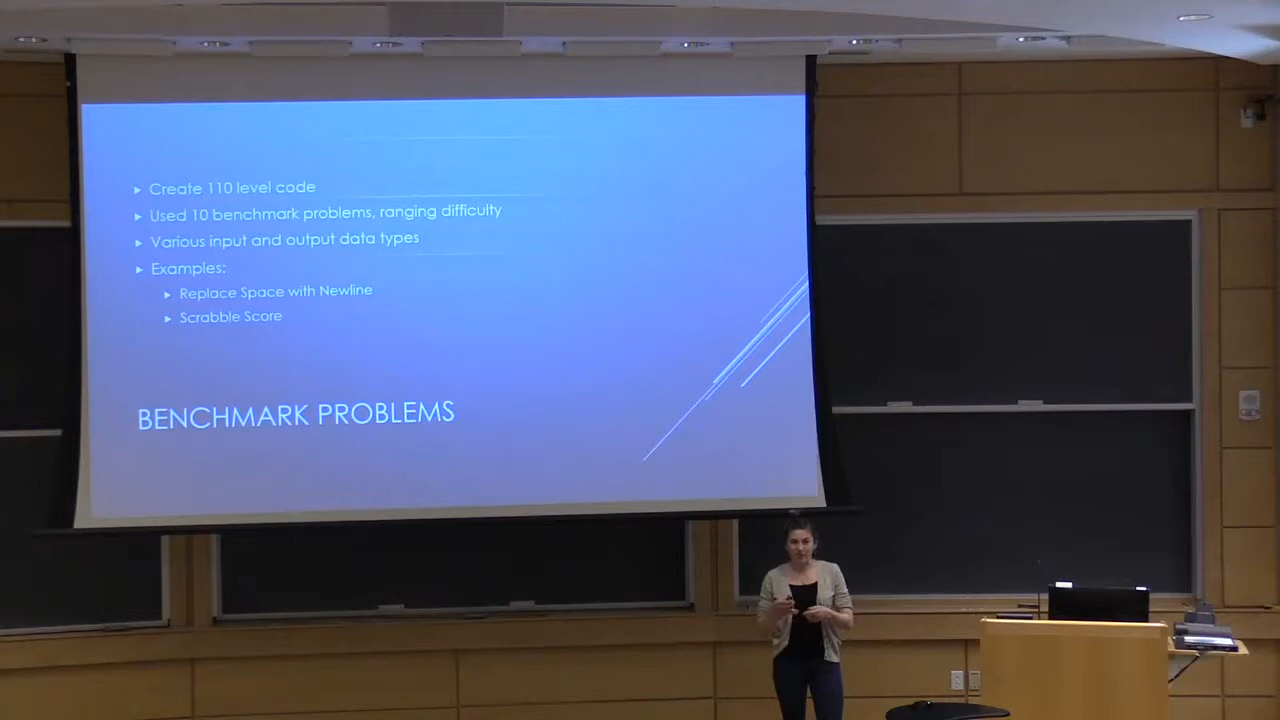 Create 110 level code
Used 10 benchmark problems, ranging difficulty
Various input and output data types
Examples:
Replace Space with Newline
Scrabble Score
BENCHMARK PROBLEMS